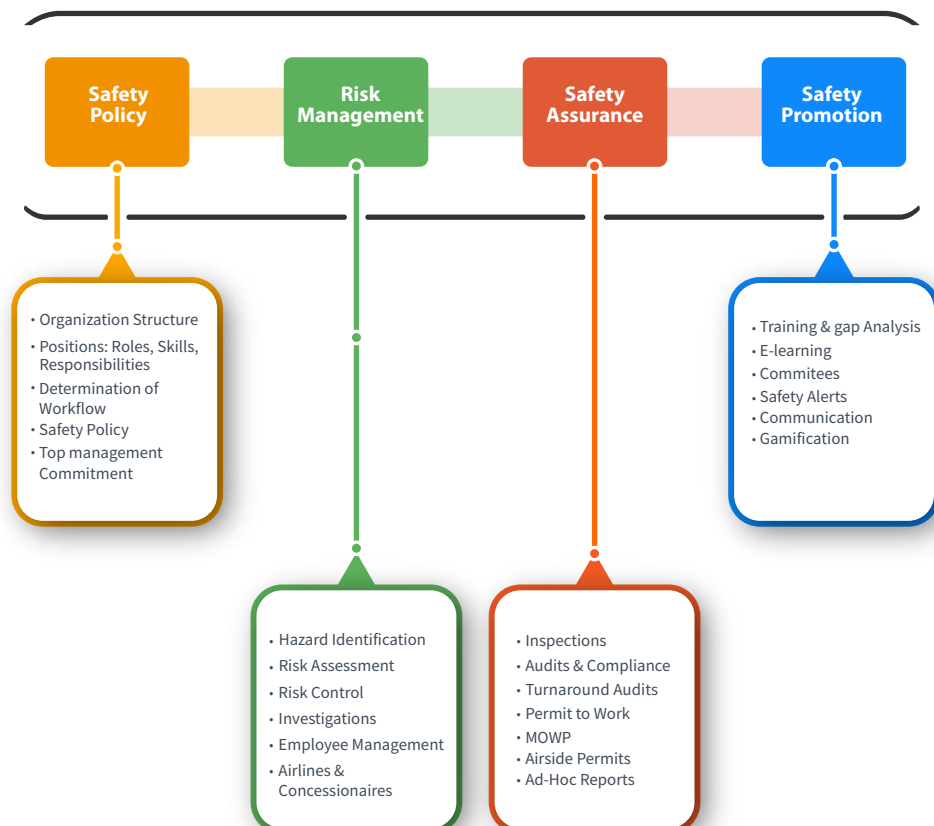 Safety
Policy
Risk
Management
Safety
Assurance
Safety
Promotion
• Organization Structure
• Positions: Roles, Skills,
Responsibilities
• Determination of
Workflow
• Safety Policy
• Top management
Commitment
• Training & gap Analysis
• E-learning
• Commitees
• Safety Alerts
• Communication
• Gamification
• Hazard Identification
• Risk Assessment
• Risk Control
• Investigations
• Employee Management
• Airlines &
Concessionaires
• Inspections
• Audits & Compliance
• Turnaround Audits
• Permit to Work
• MOWP
• Airside Permits
• Ad-Hoc Reports